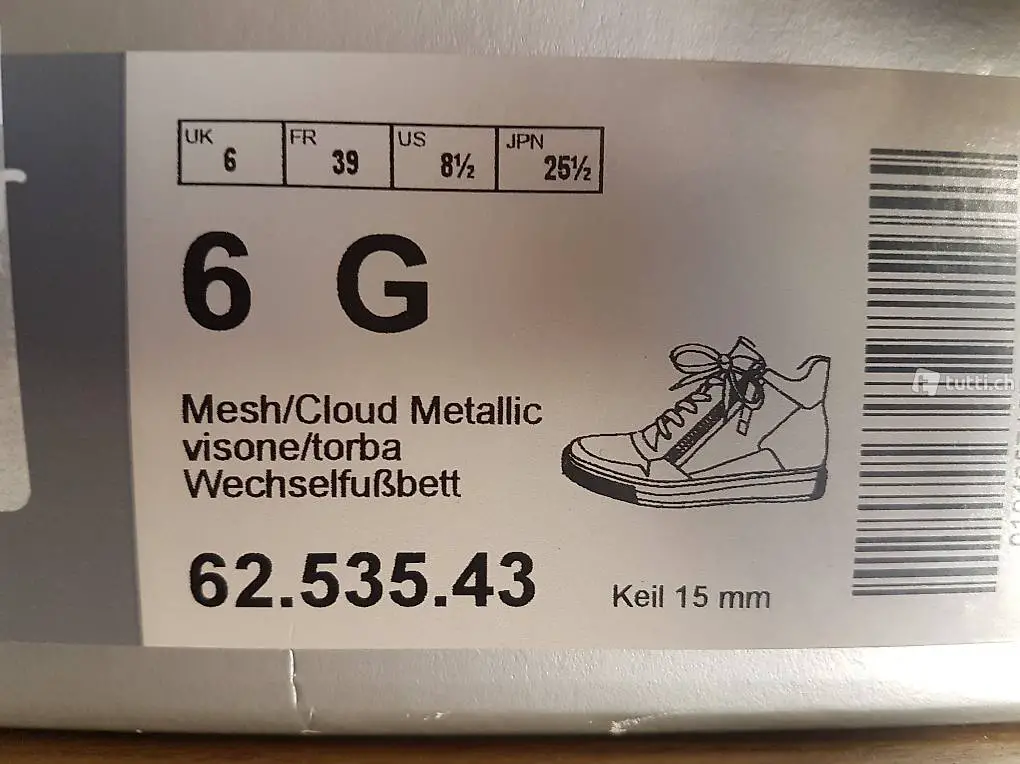 UK 6 FR 39 US 8½ JPN 25½
6 G
Mesh/Cloud Metallic
visone/torba
Wechselfußbett
62.535.43
Keil 15 mm
tutti.ch